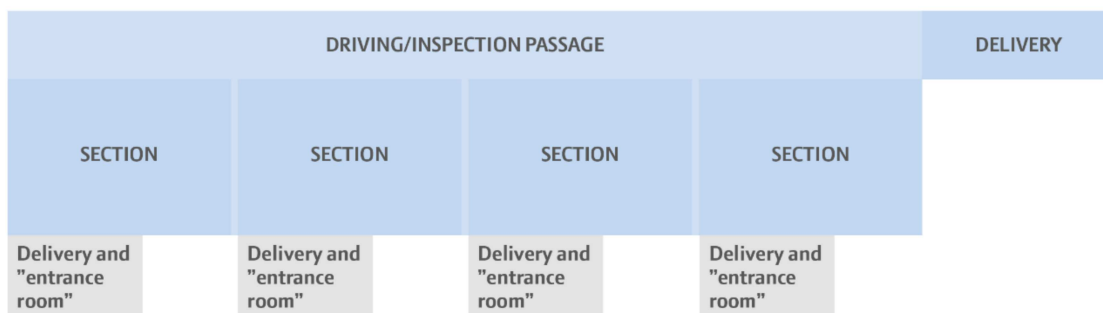 DRIVING/INSPECTION PASSAGE
DELIVERY
SECTION
SECTION
SECTION
SECTION
Delivery and
”entrance
room”
Delivery and
”entrance
room”
Delivery and
”entrance
room”
Delivery and
”entrance
room”